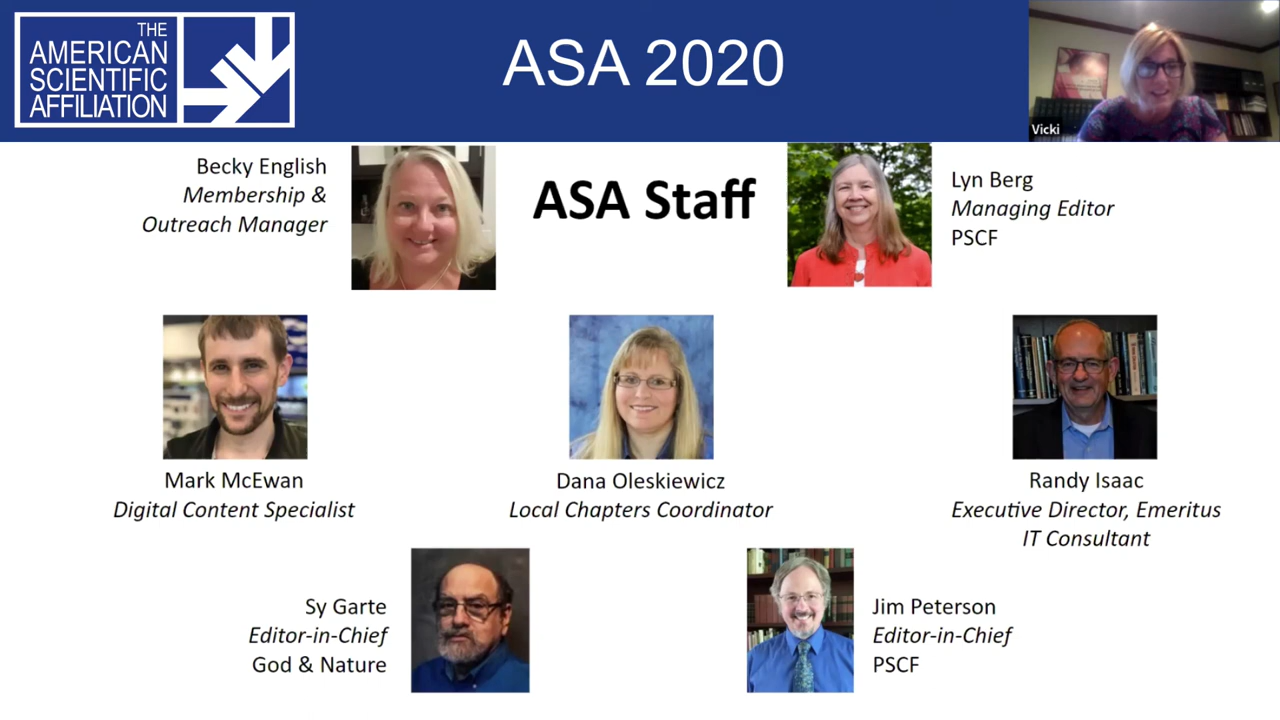 THE
AMERICAN
SCIENTIFIC
AFFILIATION
ASA 2020
Vicki
Becky English
Membership &
Outreach Manager
ASA Staff
Lyn Berg
Managing Editor
PSCF
Mark McEwan
Digital Content Specialist
Dana Oleskiewicz
Local Chapters Coordinator
Randy Isaac
Executive Director, Emeritus
IT Consultant
Sy Garte
Editor-in-Chief
God & Nature
Jim Peterson
Editor-in-Chief
PSCF